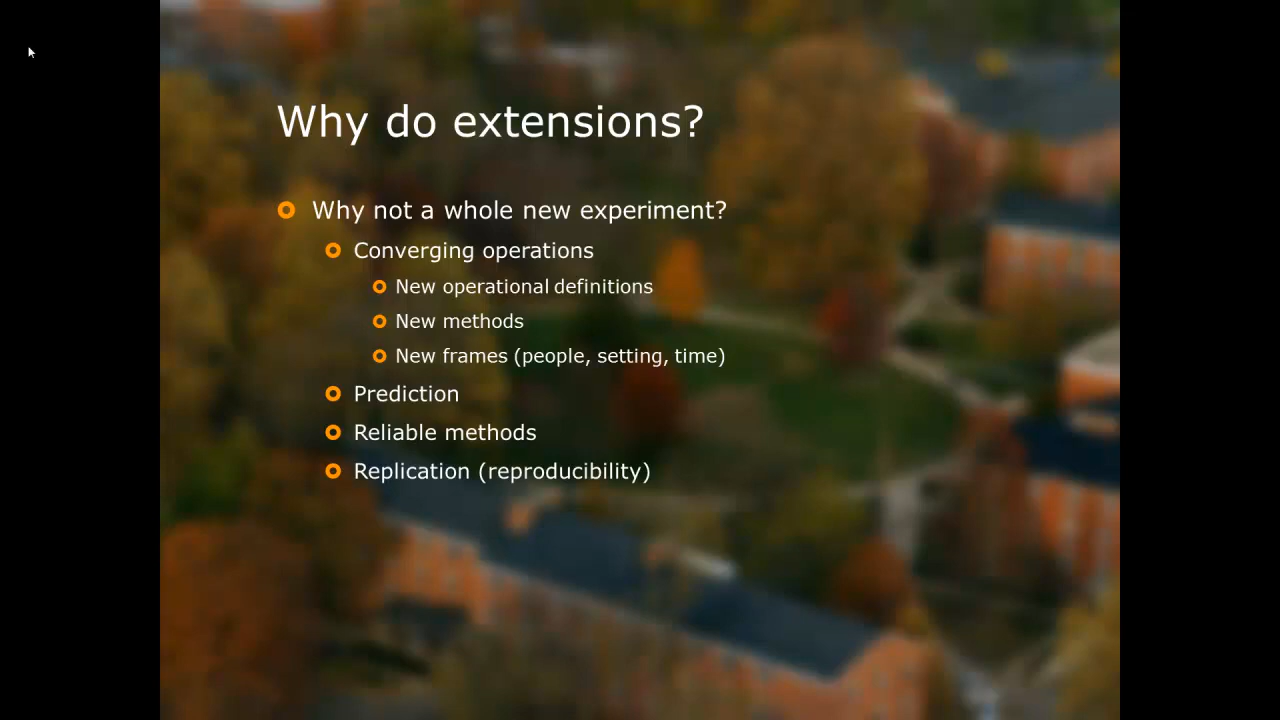 Why do extensions?
Why not a whole new experiment?
Converging operations
New operational definitions
New methods
New frames (people, setting, time)
Prediction
Reliable methods
Replication (reproducibility)